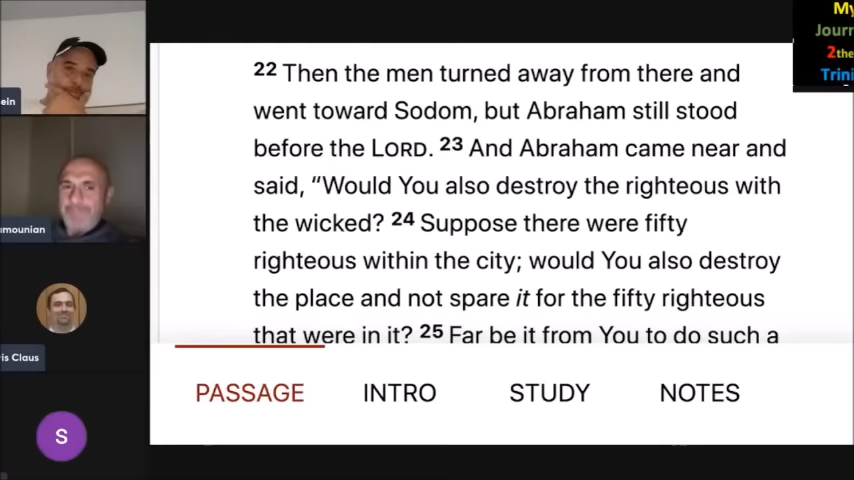 My
Journ
2the
Trini
ein
22 Then the men turned away from there and
went toward Sodom, but Abraham still stood
before the LORD. 23 And Abraham came near and
said, “Would You also destroy the righteous with
the wicked? 24 Suppose there were fifty
righteous within the city; would You also destroy
the place and not spare it for the fifty righteous
that were in it? 25 Far be it from You to do such a
amounian
is Claus
S
PASSAGE INTRO STUDY NOTES